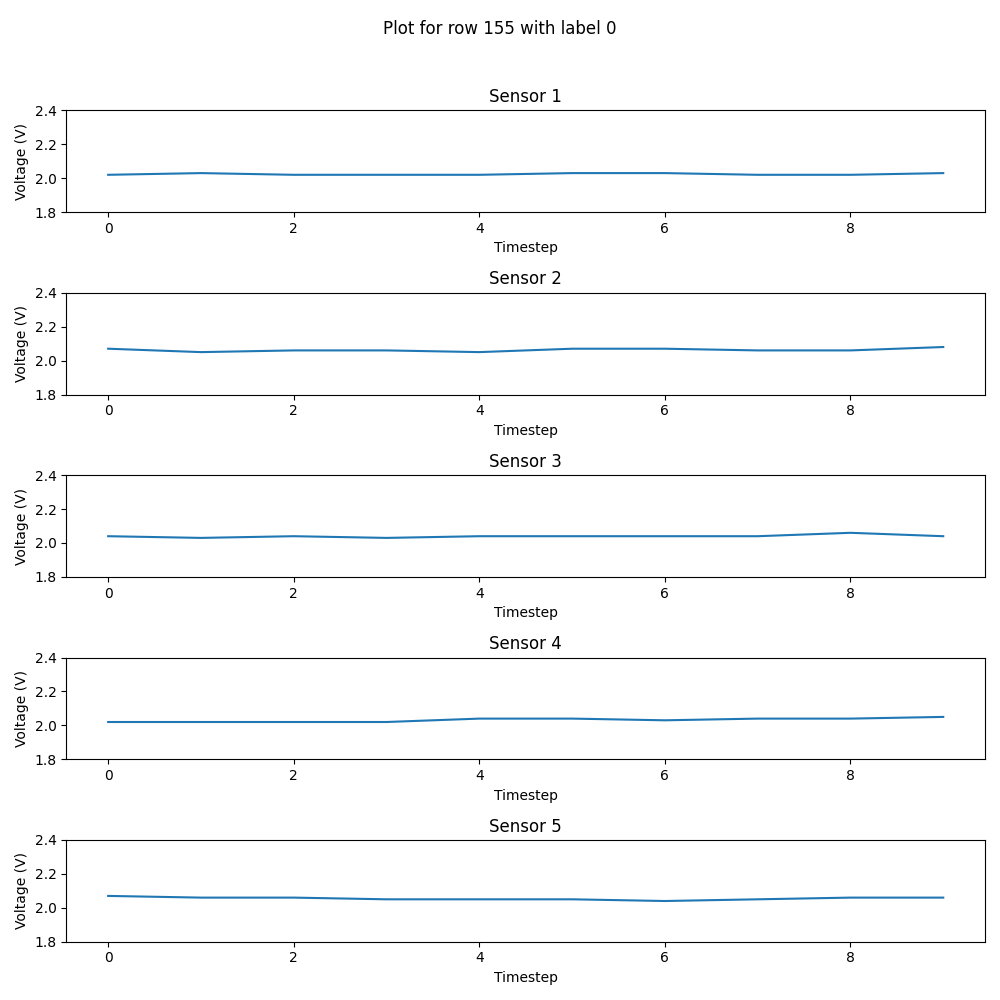 Plot for row 155 with label 0
Sensor 1
Voltage (V)
2.4
2.2
2.0
1.8
0 2 4 6 8
Timestep
Sensor 2
Voltage (V)
2.4
2.2
2.0
1.8
0 2 4 6 8
Timestep
Sensor 3
Voltage (V)
2.4
2.2
2.0
1.8
0 2 4 6 8
Timestep
Sensor 4
Voltage (V)
2.4
2.2
2.0
1.8
0 2 4 6 8
Timestep
Sensor 5
Voltage (V)
2.4
2.2
2.0
1.8
0 2 4 6 8
Timestep